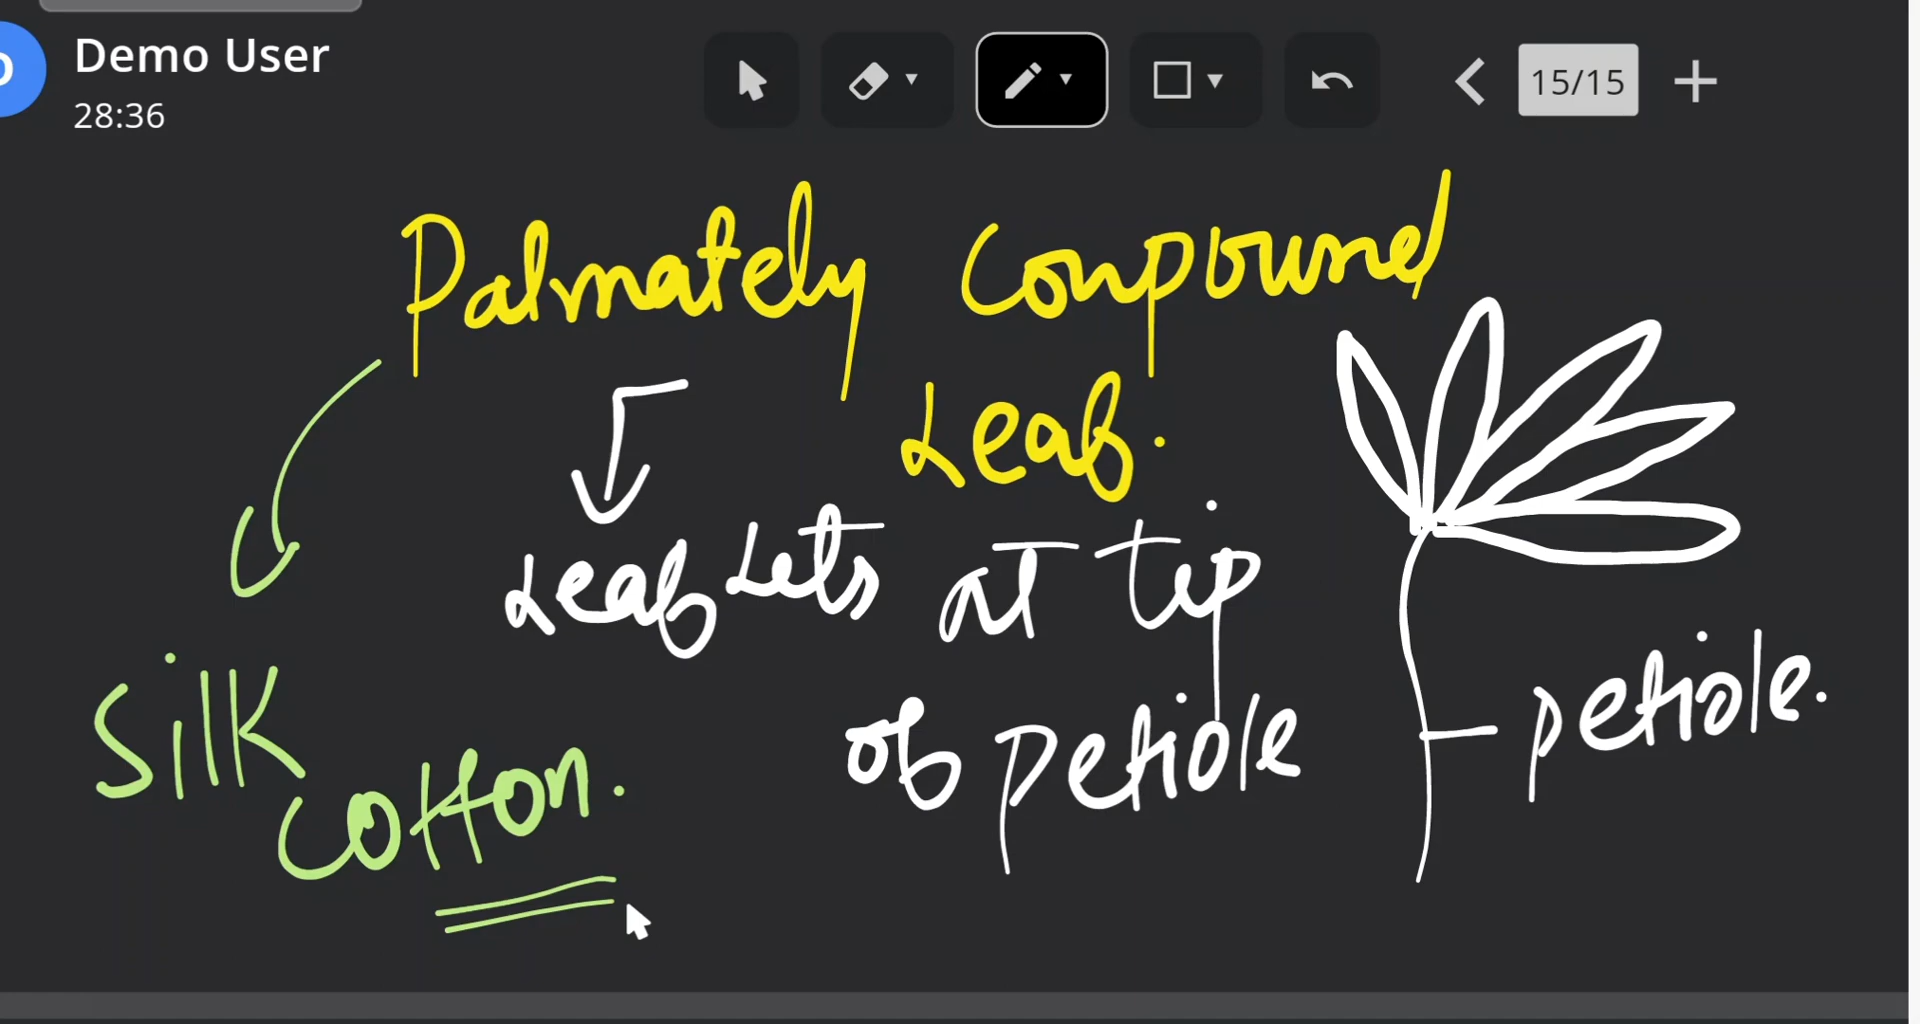 Demo User
28:36
15/15
Palmately Compound
Leaf.
Leaflets at tip
of petiole
petiole.
Silk
Cotton.